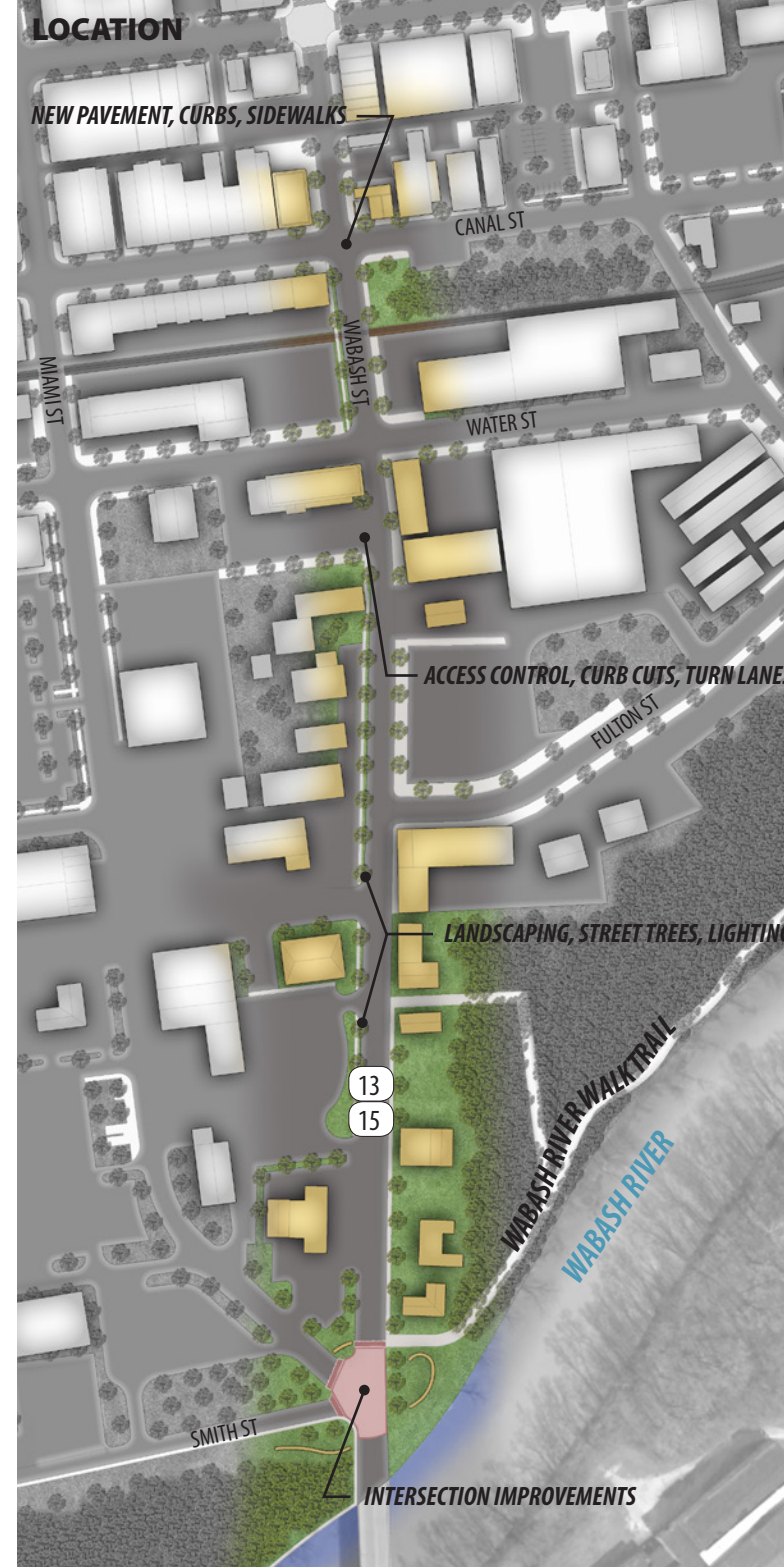 LOCATION
NEW PAVEMENT, CURBS, SIDEWALKS
CANAL ST
WABASH ST
MIAMI ST
WATER ST
ACCESS CONTROL, CURB CUTS, TURN LANES
FULTON ST
LANDSCAPING, STREET TREES, LIGHTING
13
15
WABASH RIVER WALKTRAIL
WABASH RIVER
SMITH ST
INTERSECTION IMPROVEMENTS